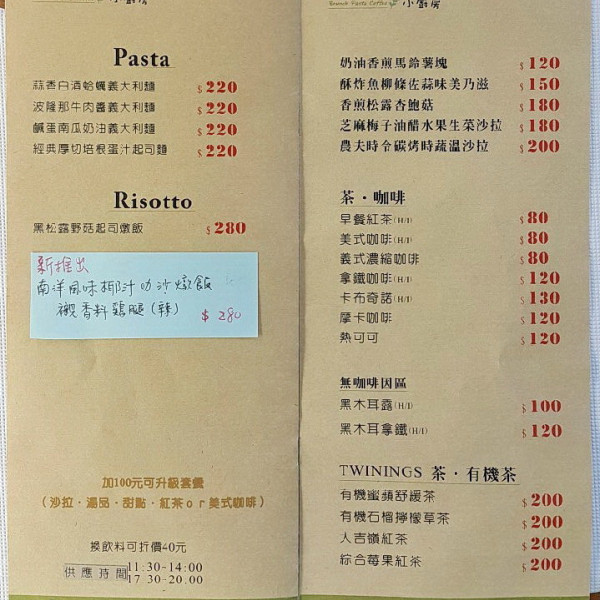 Pasta
蒜香白酒蛤蠣義大利麵 $220
波隆那牛肉醬義大利麵 $220
鹹蛋南瓜奶油義大利麵 $220
經典厚切培根蛋汁起司麵 $220
Risotto
黑松露野菇起司燉飯 $280
新推出
南洋風味椰汁叻沙燉飯
襯香料鷄腿(辣) $280
加100元可升級套餐
(沙拉・湯品・甜點・紅茶or美式咖啡)
換飲料可折價40元
供應時間 11:30-14:00
17:30-20:00
Brunch Pasta Coffee 小廚房
奶油香煎馬鈴薯塊 $120
酥炸魚柳條佐蒜味美乃滋 $150
香煎松露杏鮑菇 $180
芝麻梅子油醋水果生菜沙拉 $180
農夫時令碳烤時蔬溫沙拉 $200
茶・咖啡
早餐紅茶(H/I) $80
美式咖啡(H/I) $80
義式濃縮咖啡 $80
拿鐵咖啡(H/I) $120
卡布奇諾(H/I) $130
摩卡咖啡 $120
熱可可 $120
無咖啡因區
黑木耳露(H/I) $100
黑木耳拿鐵(H/I) $120
TWININGS 茶・有機茶
有機蜜蘋舒緩茶 $200
有機石榴檸檬草茶 $200
人吉嶺紅茶 $200
綜合莓果紅茶 $200